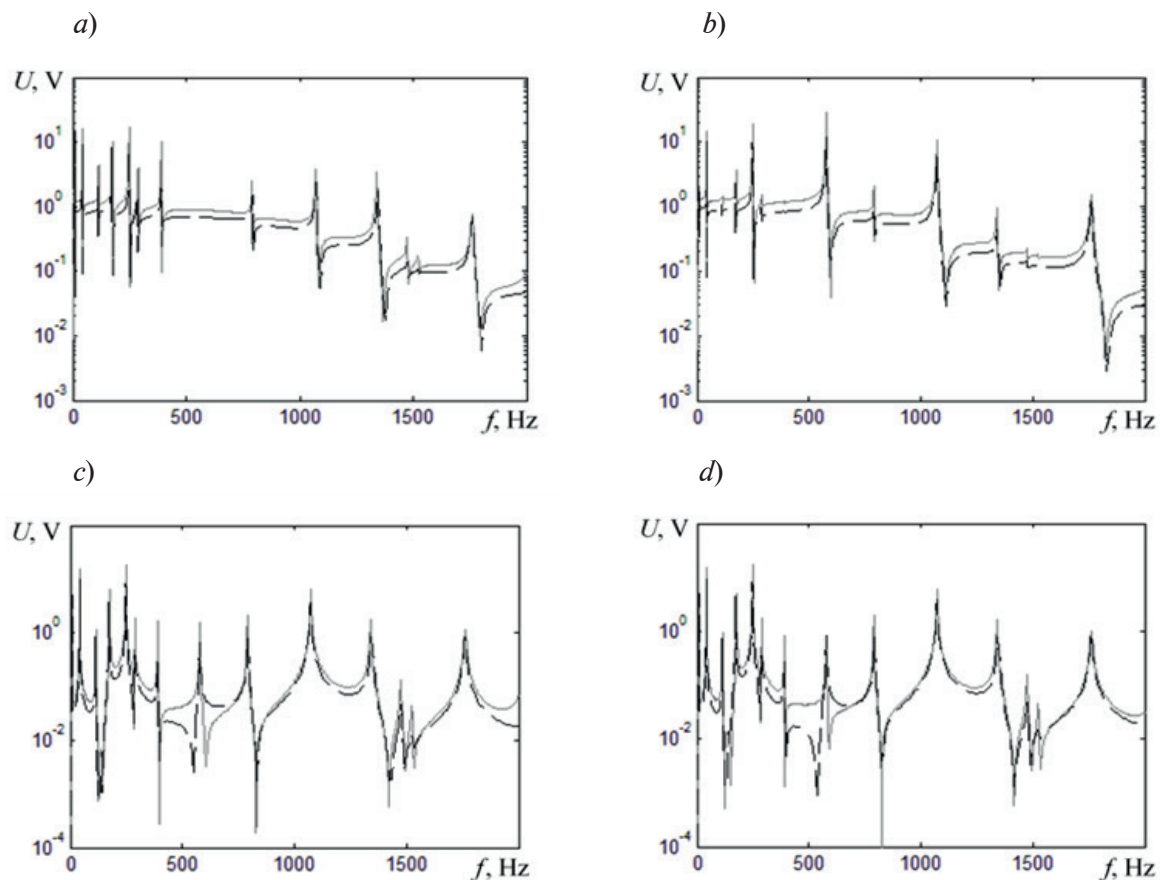 a) b)
U, V U, V
10^1 10^1
10^0 10^0
10^-1 10^-1
10^-2 10^-2
10^-3 10^-3
0 500 1000 1500 0 500 1000 1500
f, Hz f, Hz
c) d)
U, V U, V
10^0 10^0
10^-2 10^-2
10^-4 10^-4
0 500 1000 1500 0 500 1000 1500
f, Hz f, Hz